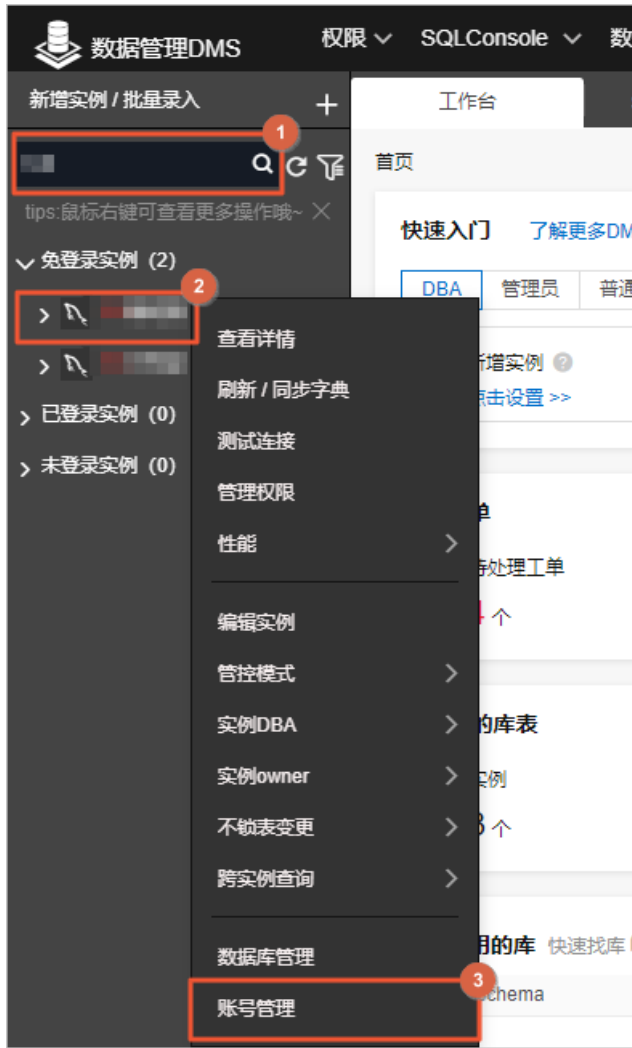 数据管理DMS
权限
SQLConsole
新增实例 / 批量录入 +
工作台
1
首页
tips:鼠标右键可查看更多操作哦~
快速入门
了解更多DM
免登录实例 (2)
2
DBA
管理员
普通
查看详情
增实例
刷新 / 同步字典
击设置 >>
已登录实例 (0)
测试连接
未登录实例 (0)
管理权限
单
性能
处理工单
个
编辑实例
管控模式
实例DBA
的库表
实例owner
实例
不锁表变更
个
跨实例查询
数据库管理
用的库
快速找库
3
账号管理
schema